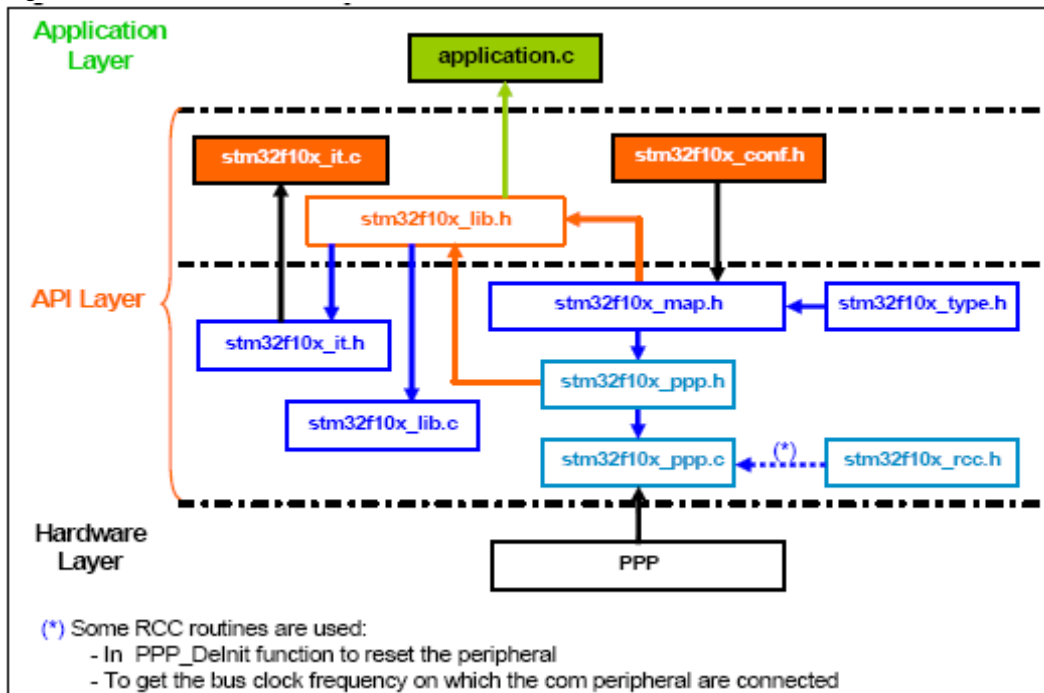 Application
Layer
application.c
stm32f10x_it.c
stm32f10x_conf.h
stm32f10x_lib.h
API Layer
stm32f10x_map.h
stm32f10x_type.h
stm32f10x_it.h
stm32f10x_ppp.h
stm32f10x_lib.c
stm32f10x_ppp.c
(*)
stm32f10x_rcc.h
Hardware
Layer
PPP
(*) Some RCC routines are used:
- In PPP_DeInit function to reset the peripheral
- To get the bus clock frequency on which the com peripheral are connected